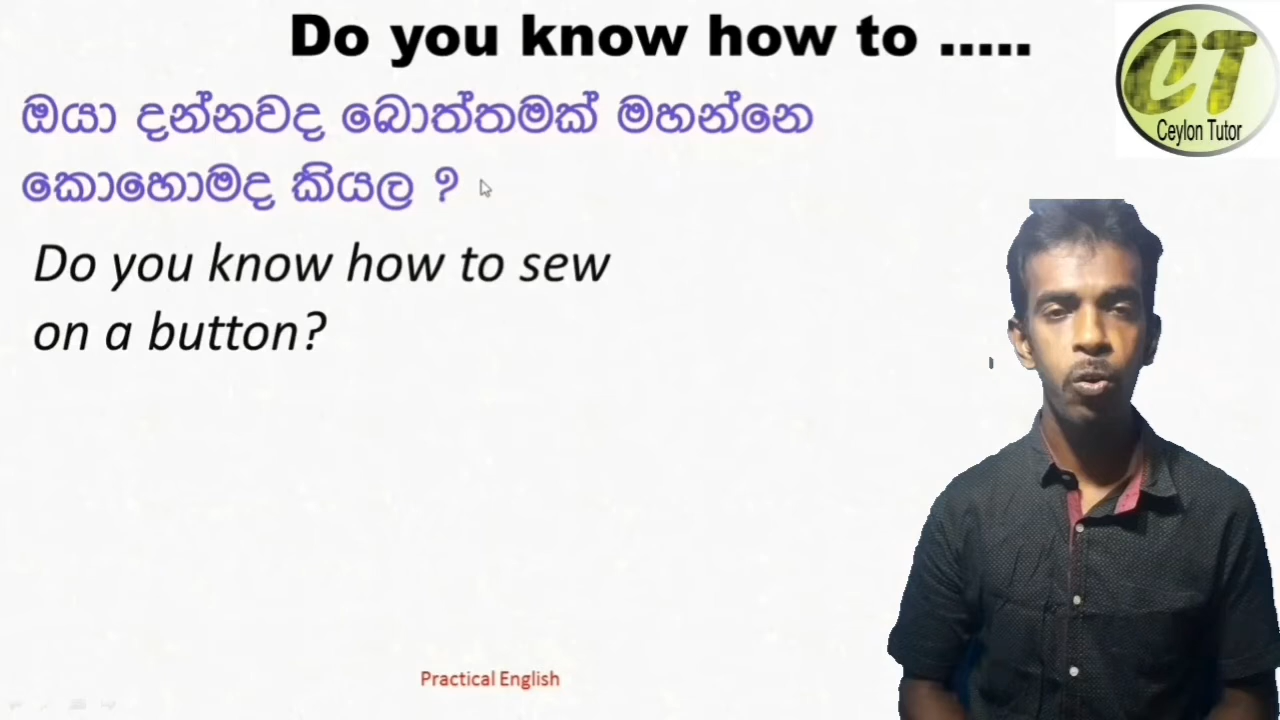 Do you know how to .....
CT
Ceylon Tutor
ඔයා දන්නවද බොත්තමක් මහන්නෙ
කොහොමද කියල ?
Do you know how to sew
on a button?
Practical English